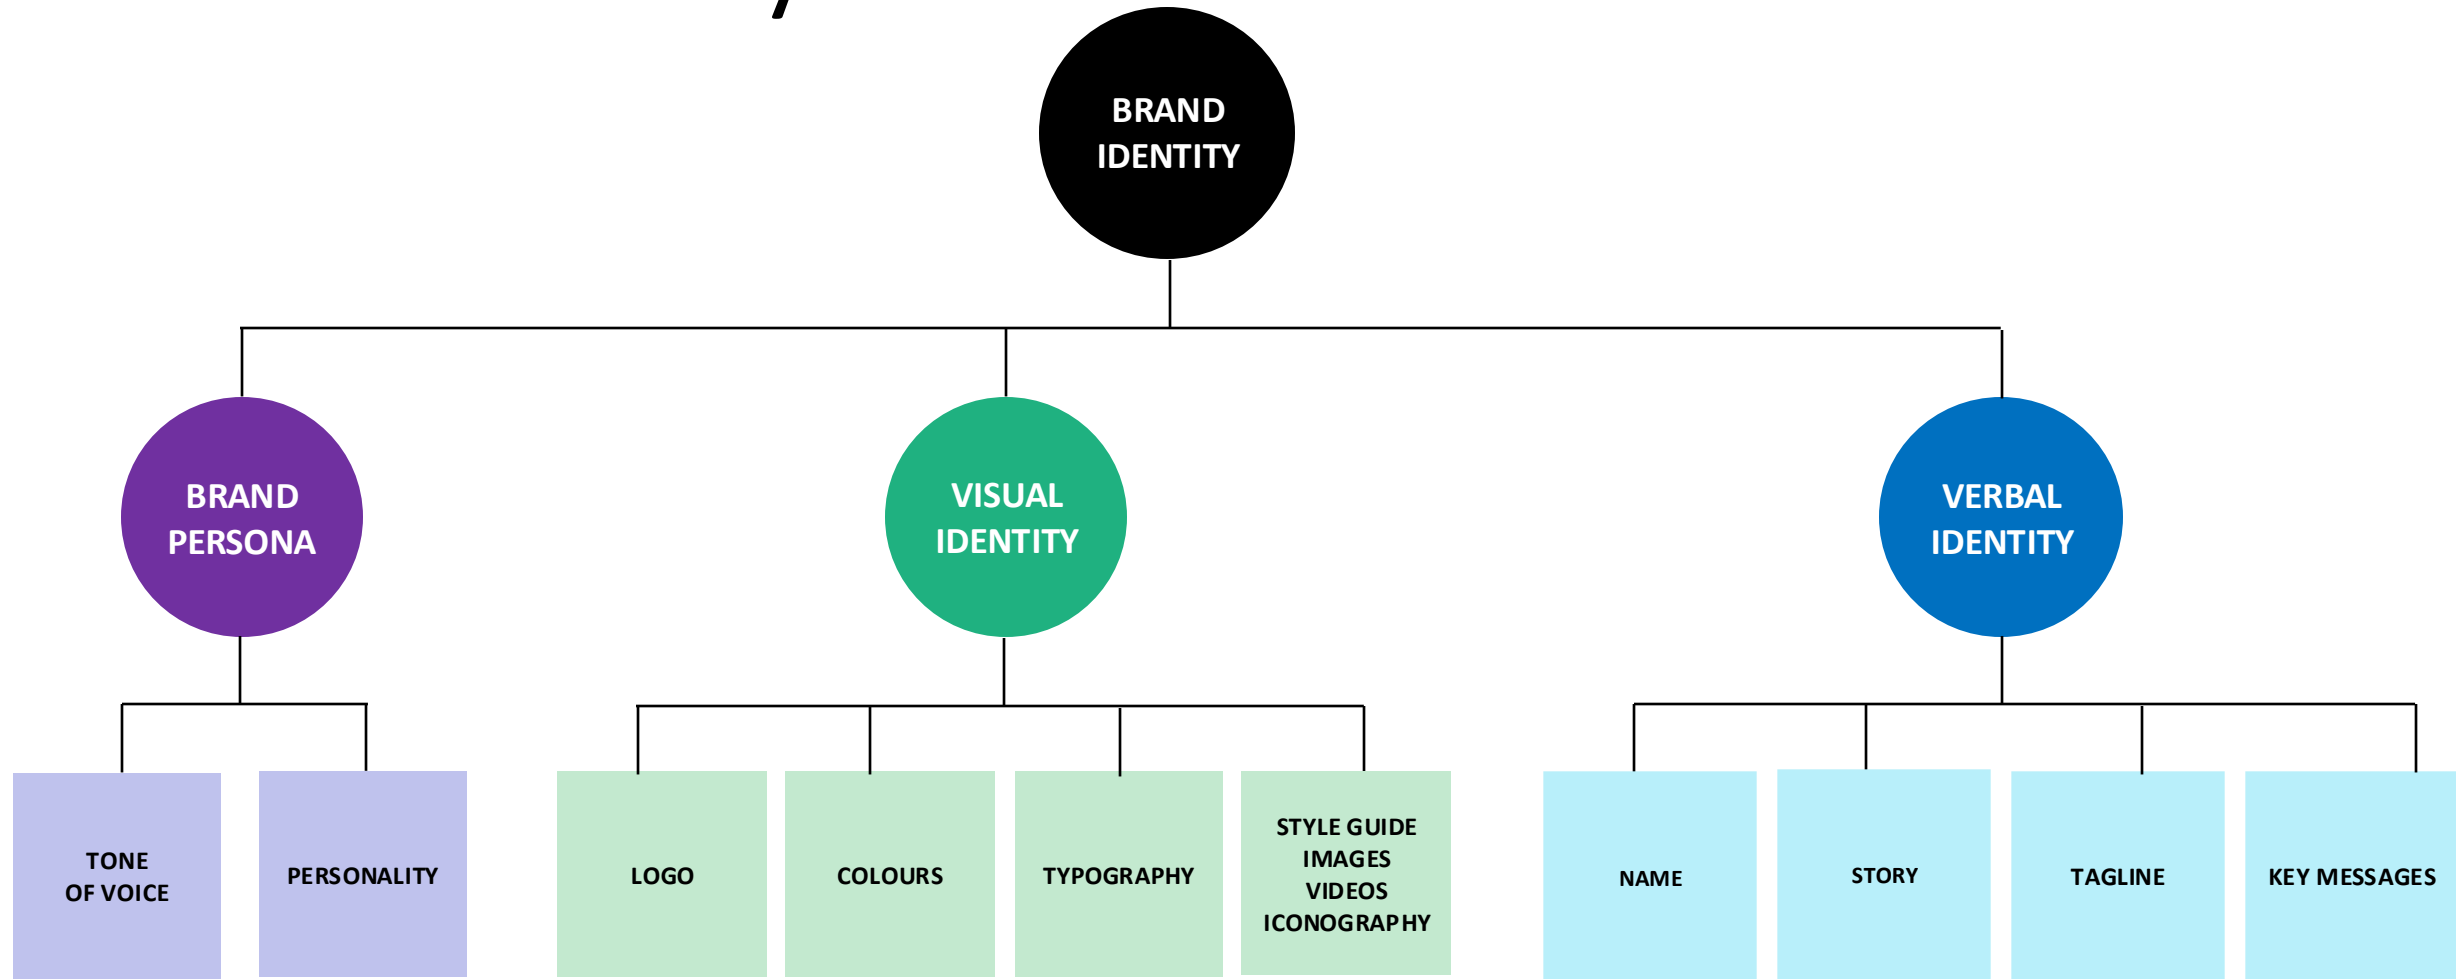 BRAND
IDENTITY
BRAND
PERSONA
VISUAL
IDENTITY
VERBAL
IDENTITY
TONE
OF VOICE
PERSONALITY
LOGO
COLOURS
TYPOGRAPHY
STYLE GUIDE
IMAGES
VIDEOS
ICONOGRAPHY
NAME
STORY
TAGLINE
KEY MESSAGES